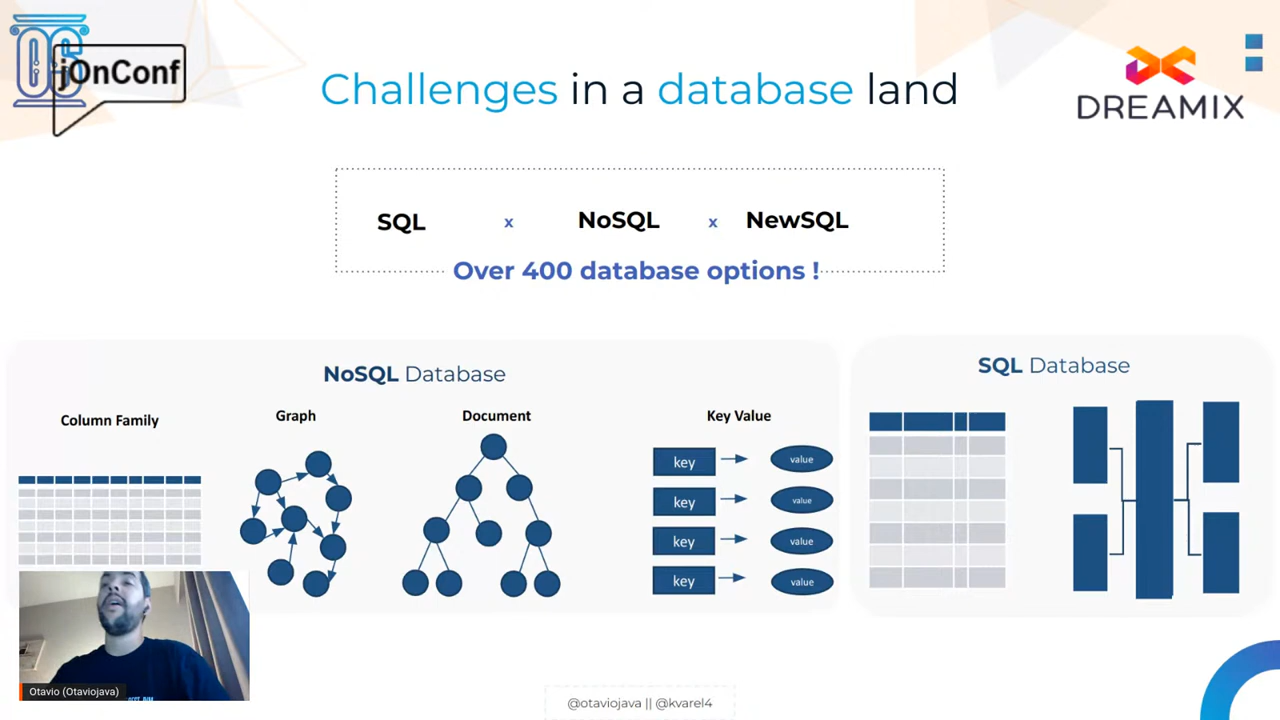 jOnConf
Challenges in a database land
DREAMIX
SQL x NoSQL x NewSQL
Over 400 database options !
NoSQL Database
SQL Database
Column Family
Graph
Document
Key Value
key value
key value
key value
key value
Otavio (Otaviojava)
@otaviojava || @kvarel4